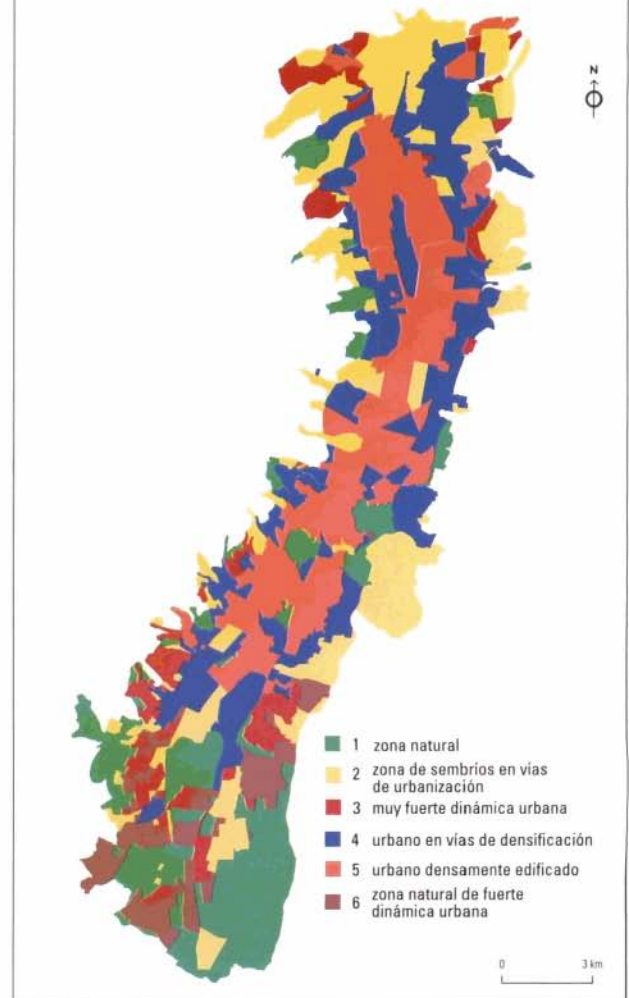 N
1 zona natural
2 zona de sembríos en vías
de urbanización
3 muy fuerte dinámica urbana
4 urbano en vías de densificación
5 urbano densamente edificado
6 zona natural de fuerte
dinámica urbana
0 3 km